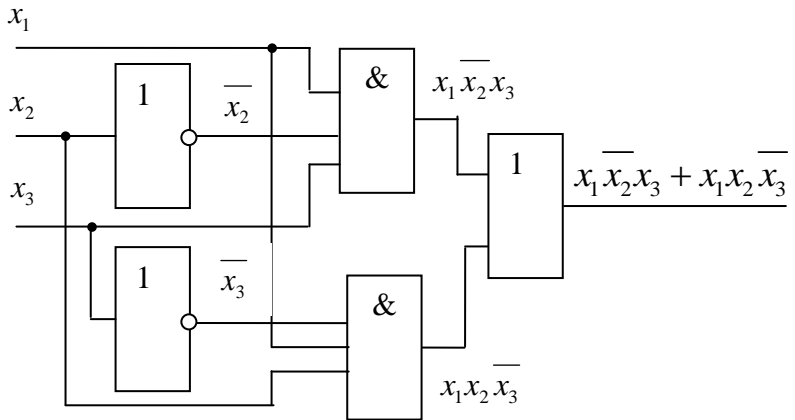 x₁
x₂
x₃
1
x̅₂
&
x₁x̅₂x₃
1
x₁x̅₂x₃ + x₁x₂x̅₃
1
x̅₃
&
x₁x₂x̅₃